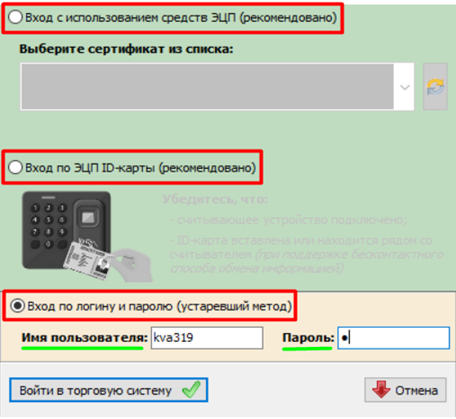 Вход с использованием средств ЭЦП (рекомендовано)
Выберите сертификат из списка:
Вход по ЭЦП ID-карты (рекомендовано)
Убедитесь, что:
- считывающее устройство подключено;
- ID-карта вставлена или находится рядом со
считывателем (при поддержке бесконтактного
способа обмена информацией)
Вход по логину и паролю (устаревший метод)
Имя пользователя: kva319 Пароль: •
Войти в торговую систему Отмена